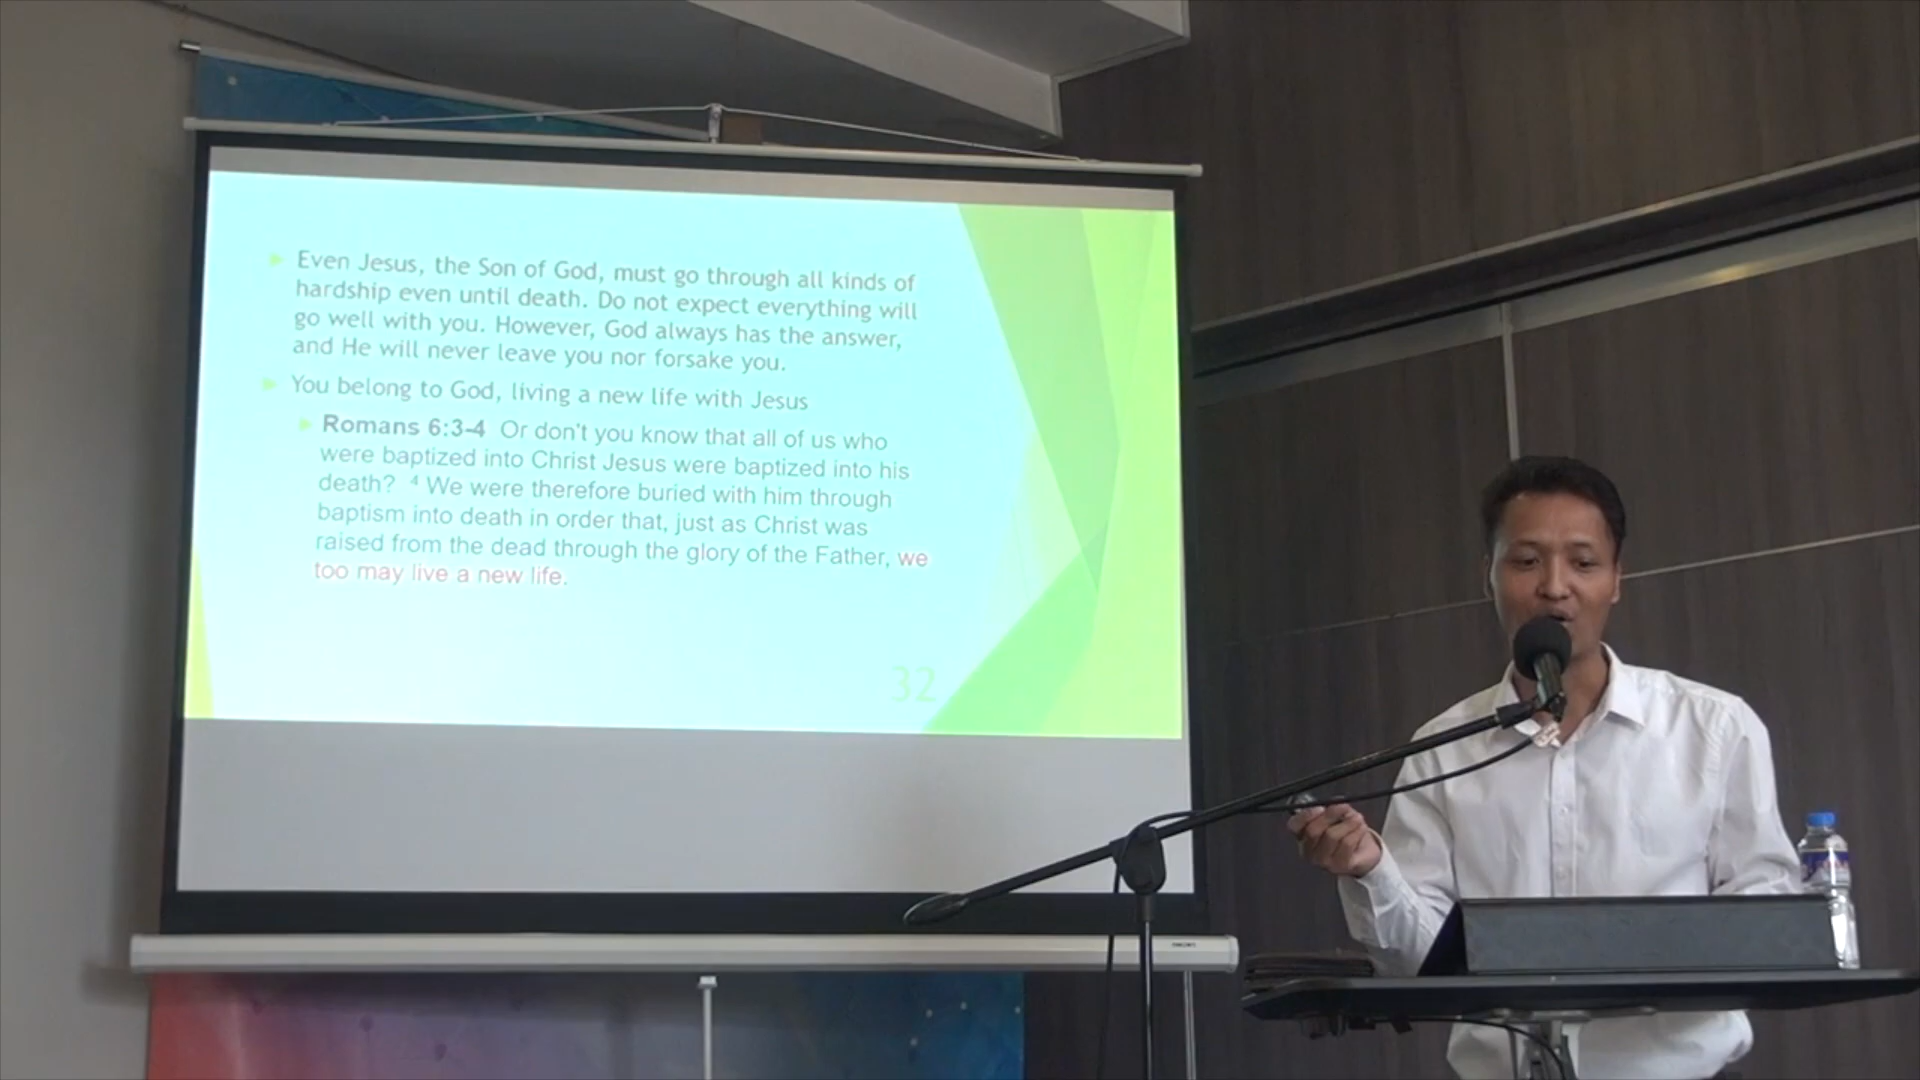 Even Jesus, the Son of God, must go through all kinds of
hardship even until death. Do not expect everything will
go well with you. However, God always has the answer,
and He will never leave you nor forsake you.
You belong to God, living a new life with Jesus
Romans 6:3-4 Or don't you know that all of us who
were baptized into Christ Jesus were baptized into his
death? ⁴ We were therefore buried with him through
baptism into death in order that, just as Christ was
raised from the dead through the glory of the Father, we
too may live a new life.
32